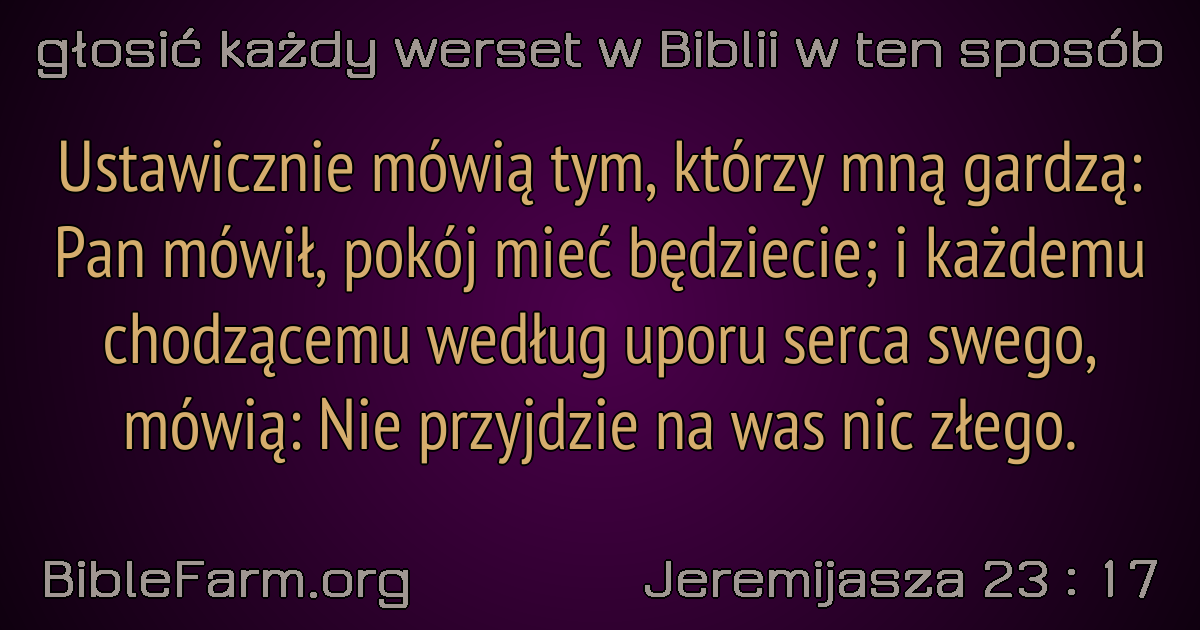 głosić każdy werset w Biblii w ten sposób
Ustawicznie mówią tym, którzy mną gardzą:
Pan mówił, pokój mieć będziecie; i każdemu
chodzącemu według uporu serca swego,
mówią: Nie przyjdzie na was nic złego.
BibleFarm.org
Jeremijasza 23 : 17